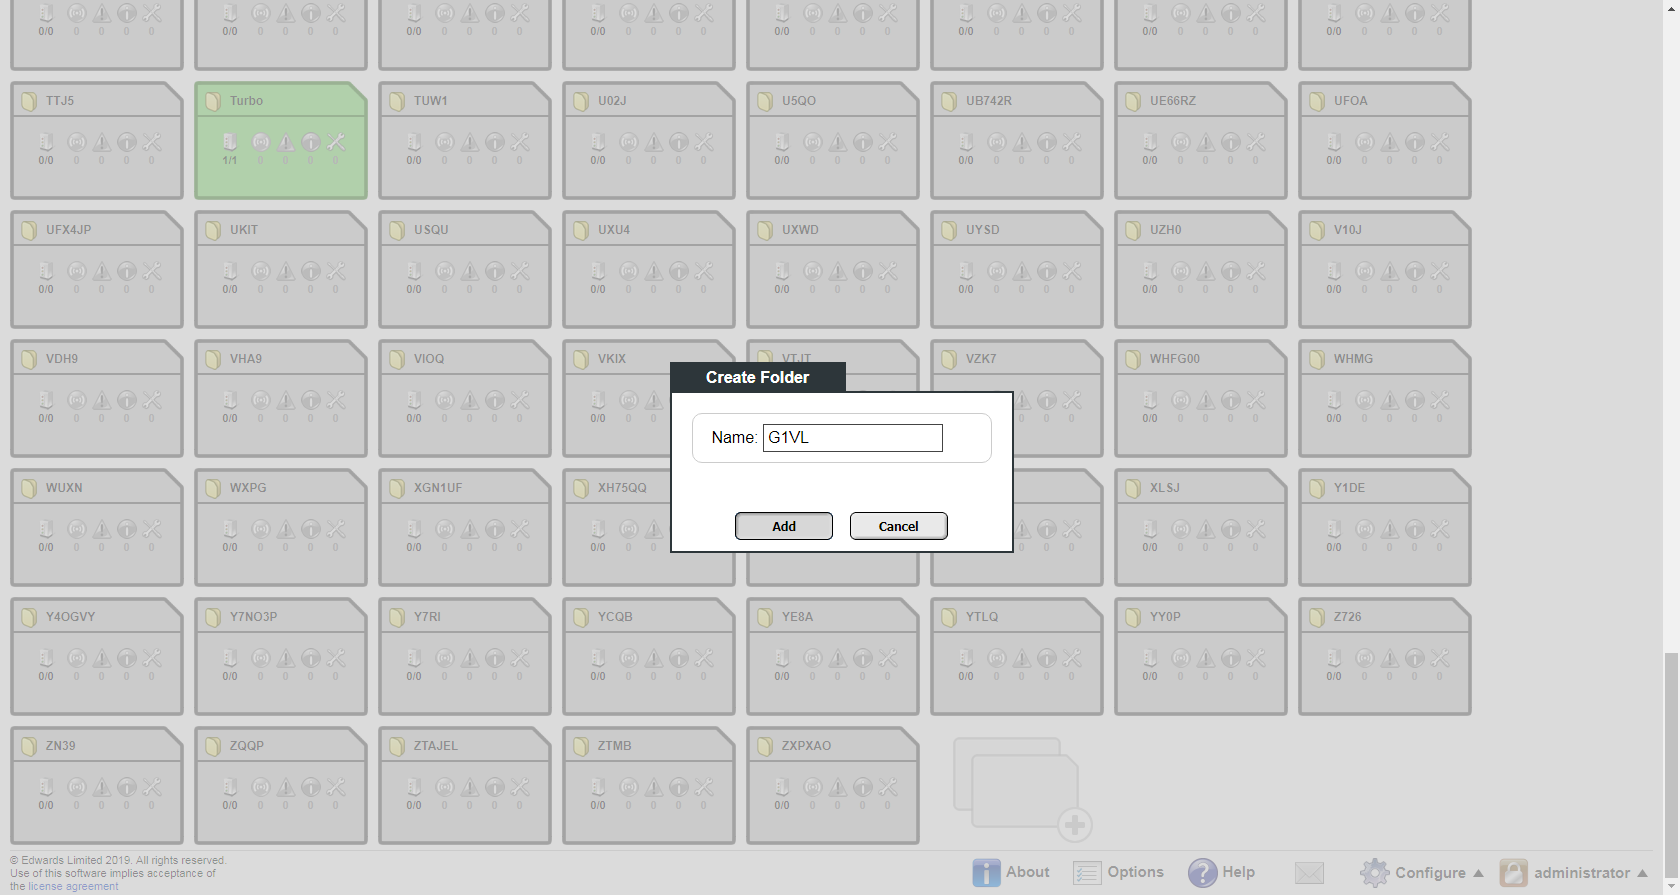 0/0 0 0 0 0 0/0 0 0 0 0 0/0 0 0 0 0 0/0 0 0 0 0 0/0 0 0 0 0 0/0 0 0 0 0 0/0 0 0 0 0 0/0 0 0 0 0
TTJ5 Turbo TUW1 U02J U5QO UB742R UE66RZ UFOA
0/0 0 0 0 0 1/1 0 0 0 0 0/0 0 0 0 0 0/0 0 0 0 0 0/0 0 0 0 0 0/0 0 0 0 0 0/0 0 0 0 0 0/0 0 0 0 0
UFX4JP UKIT USQU UXU4 UXWD UYSD UZH0 V10J
0/0 0 0 0 0 0/0 0 0 0 0 0/0 0 0 0 0 0/0 0 0 0 0 0/0 0 0 0 0 0/0 0 0 0 0 0/0 0 0 0 0 0/0 0 0 0 0
VDH9 VHA9 VIOQ VKIX VTJT VZK7 WHFG00 WHMG
Create Folder
0/0 0 0 0 0 0/0 0 0 0 0 0/0 0 0 0 0 0/0 0 0 0 0 0 0/0 0 0 0 0 0/0 0 0 0 0
Name: G1VL
WUXN WXPG XGN1UF XH75QQ XLSJ Y1DE
Add Cancel
0/0 0 0 0 0 0/0 0 0 0 0 0/0 0 0 0 0 0/0 0 0 0 0 0 0/0 0 0 0 0 0/0 0 0 0 0
Y4OGVY Y7NO3P Y7RI YCQB YE8A YTLQ YY0P Z726
0/0 0 0 0 0 0/0 0 0 0 0 0/0 0 0 0 0 0/0 0 0 0 0 0/0 0 0 0 0 0/0 0 0 0 0 0/0 0 0 0 0 0/0 0 0 0 0
ZN39 ZQQP ZTAJEL ZTMB ZXPXAO
0/0 0 0 0 0 0/0 0 0 0 0 0/0 0 0 0 0 0/0 0 0 0 0 0/0 0 0 0 0
© Edwards Limited 2019. All rights reserved.
Use of this software implies acceptance of
the license agreement
About Options Help Configure administrator